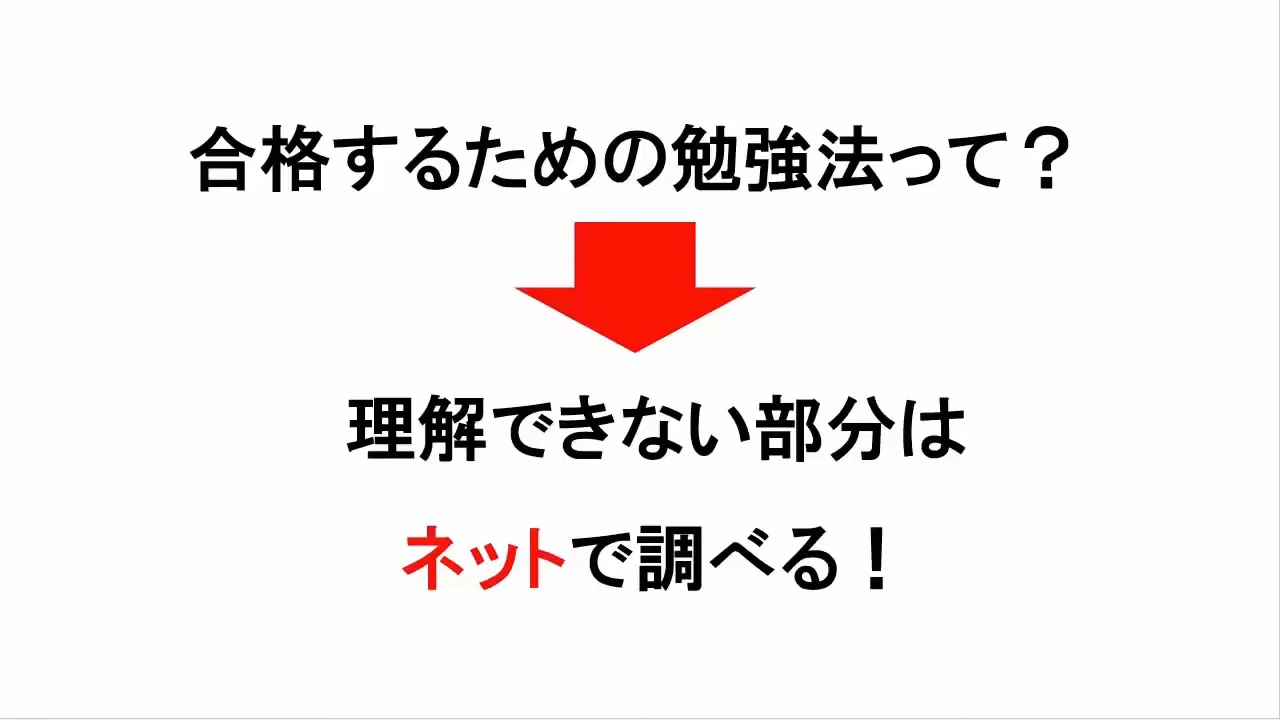 合格するための勉強法って？
理解できない部分は
ネットで調べる！